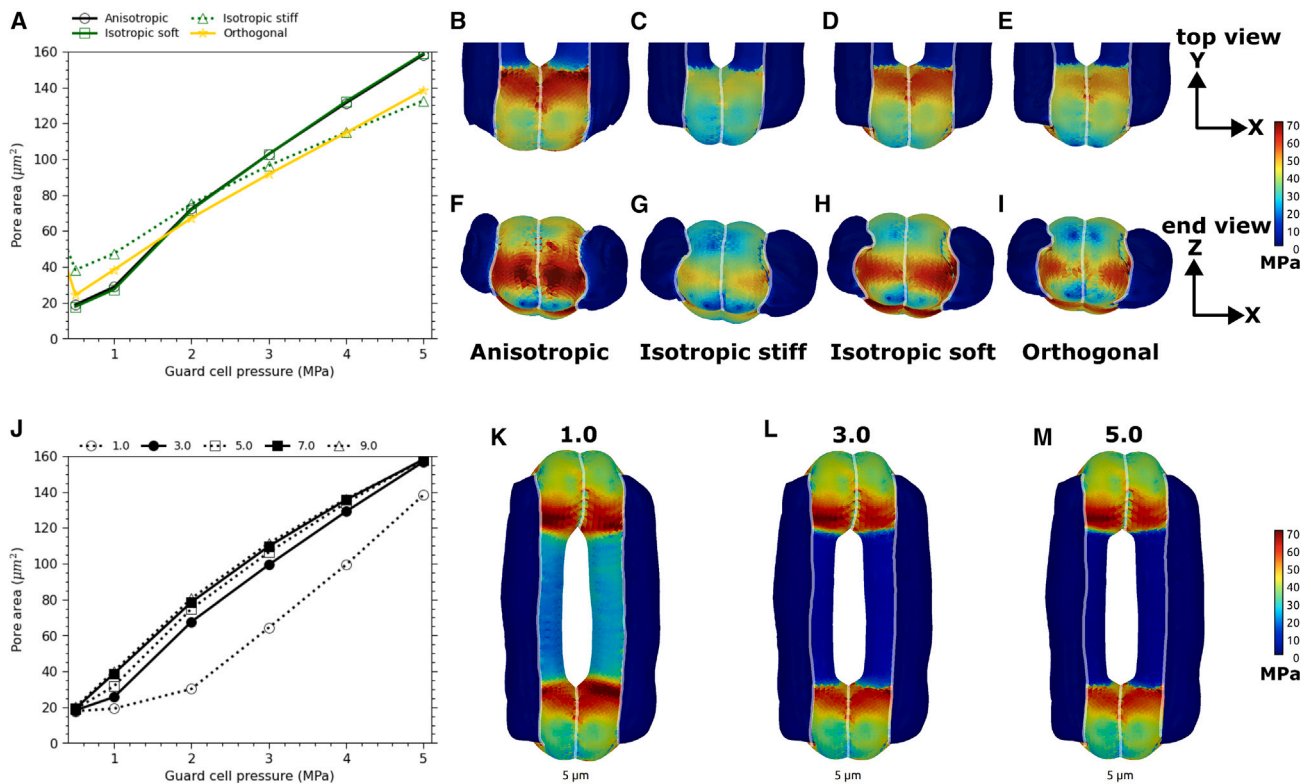 A
Anisotropic
Isotropic soft
Isotropic stiff
Orthogonal
160
140
120
100
80
60
40
20
0
Pore area (μm²)
1 2 3 4 5
Guard cell pressure (MPa)
B C D E
top view
Y
X
F G H I
end view
Z
X
70
60
50
40
30
20
10
0
MPa
Anisotropic Isotropic stiff Isotropic soft Orthogonal
J
1.0 3.0 5.0 7.0 9.0
160
140
120
100
80
60
40
20
0
Pore area (μm²)
1 2 3 4 5
Guard cell pressure (MPa)
K 1.0 L 3.0 M 5.0
70
60
50
40
30
20
10
0
MPa
5 μm 5 μm 5 μm